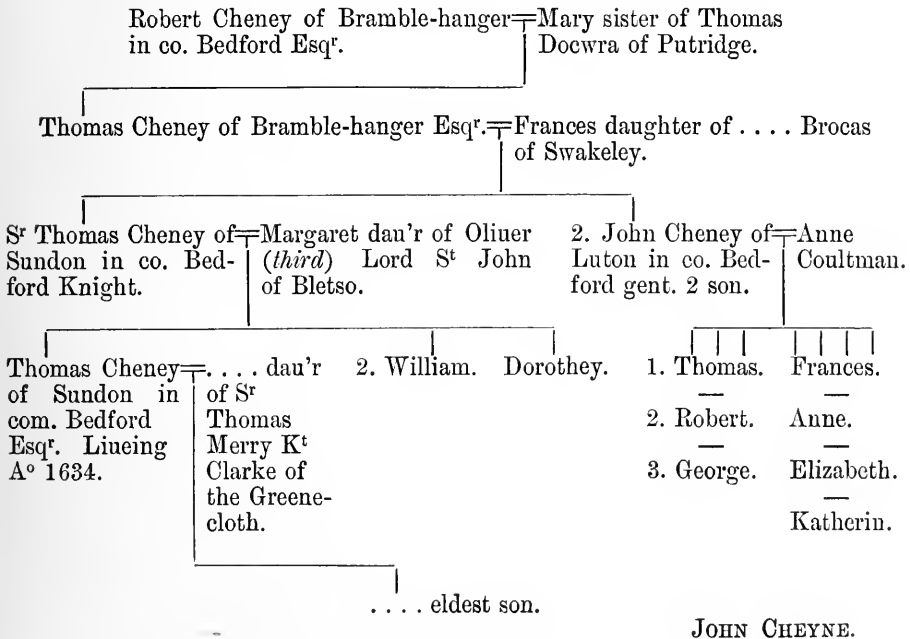 Robert Cheney of Bramble-hanger Mary sister of Thomas
in co. Bedford Esqr. Docwra of Putridge.
Thomas Cheney of Bramble-hanger Esqr. Frances daughter of .... Brocas
of Swakeley.
Sr Thomas Cheney of
Sundon in co. Bed-
ford Knight.
Margaret dau'r of Oliuer
(third) Lord St John
of Bletso.
2. John Cheney of
Luton in co. Bed-
ford gent. 2 son.
Anne
Coultman.
Thomas Cheney
of Sundon in
com. Bedford
Esqr. Liueing
Ao 1634.
.... dau'r
of Sr
Thomas
Merry Kt
Clarke of
the Greene-
cloth.
2. William.
Dorothey.
1. Thomas.
2. Robert.
3. George.
Frances.
Anne.
Elizabeth.
Katherin.
.... eldest son.
JOHN CHEYNE.